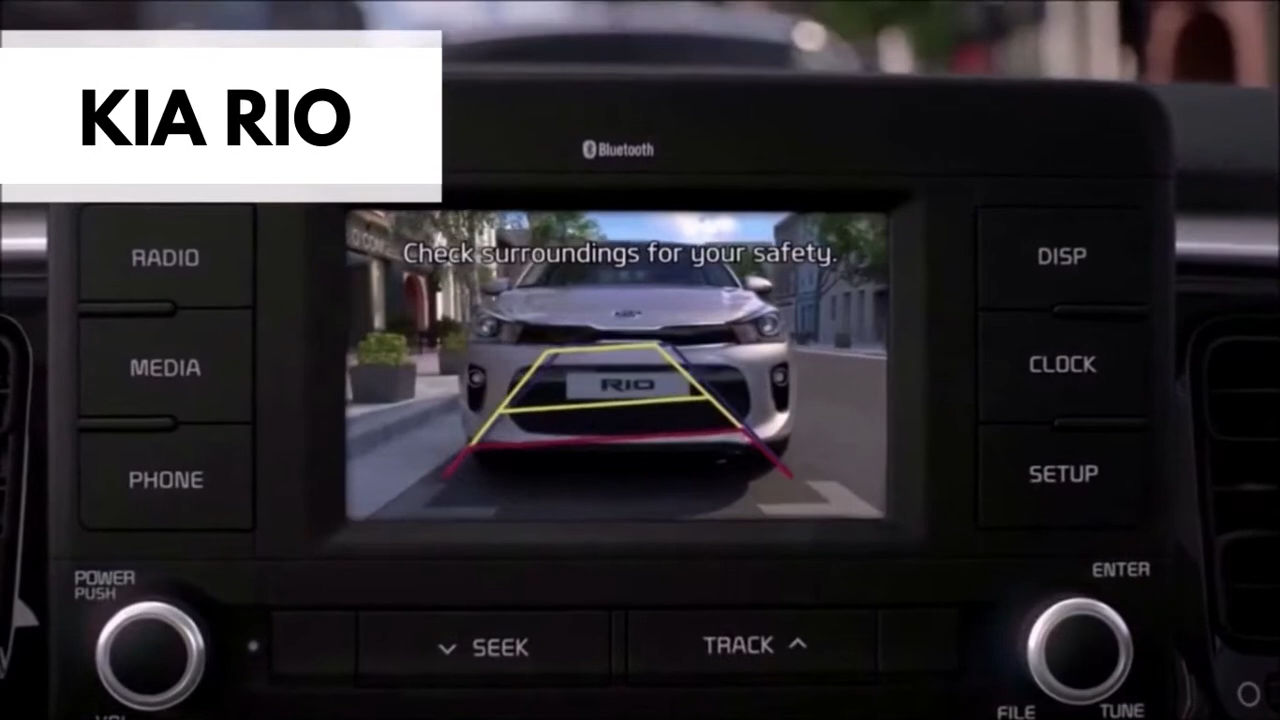 KIA RIO
Bluetooth
Check surroundings for your safety.
RIO
RADIO
MEDIA
PHONE
DISP
CLOCK
SETUP
POWER
PUSH
ENTER
SEEK
TRACK
FILE
TUNE